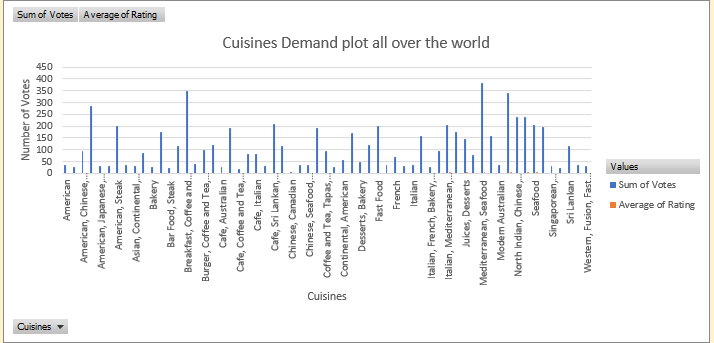 Sum of Votes Average of Rating
Cuisines Demand plot all over the world
Number of Votes
450
400
350
300
250
200
150
100
50
0
American
American, Chinese,…
American, Japanese,…
American, Steak
Asian, Continental,…
Bakery
Bar Food, Steak
Breakfast, Coffee and…
Burger, Coffee and Tea,…
Cafe, Australian
Cafe, Coffee and Tea,…
Cafe, Italian
Cafe, Sri Lankan,…
Chinese, Canadian
Chinese, Seafood,…
Coffee and Tea, Tapas,…
Continental, American
Desserts, Bakery
Fast Food
French
Italian
Italian, French, Bakery,…
Italian, Mediterranean,…
Juices, Desserts
Mediterranean, Seafood
Modern Australian
North Indian, Chinese,…
Seafood
Singaporean,…
Sri Lankan
Western, Fusion, Fast…
Cuisines
Values
Sum of Votes
Average of Rating
Cuisines